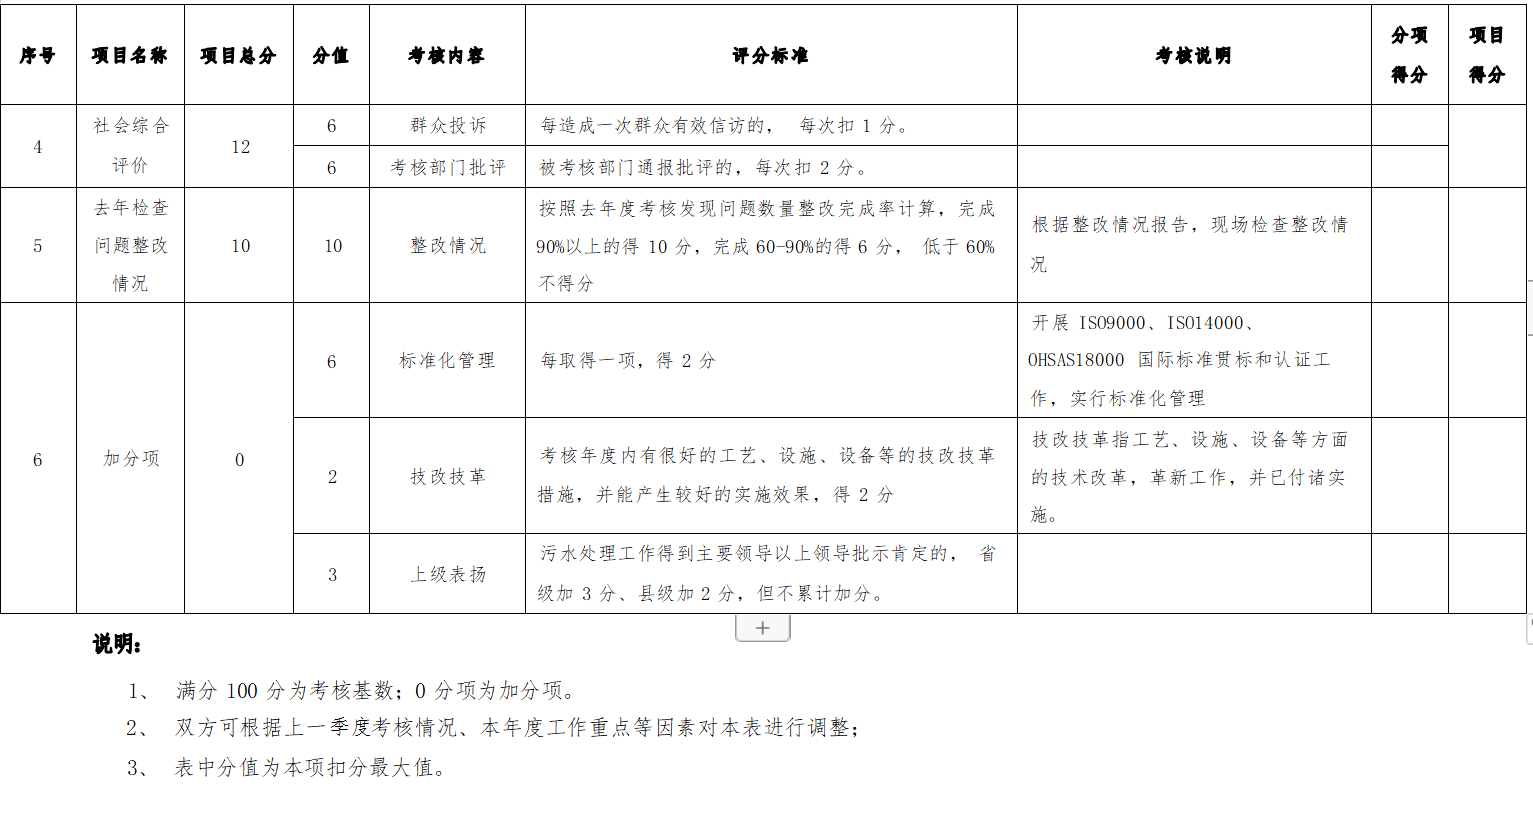 序号 项目名称 项目总分 分值 考核内容 评分标准 考核说明 分项 项目
得分 得分
4 社会综合 12 6 群众投诉 每造成一次群众有效信访的， 每次扣 1 分。
评价 6 考核部门批评 被考核部门通报批评的，每次扣 2 分。
5 去年检查 10 10 整改情况 按照去年度考核发现问题数量整改完成率计算，完成 根据整改情况报告，现场检查整改情
问题整改 90%以上的得 10 分，完成 60-90%的得 6 分， 低于 60% 况
情况 不得分
6 加分项 0 6 标准化管理 每取得一项，得 2 分 开展 ISO9000、ISO14000、
OHSAS18000 国际标准贯标和认证工
作，实行标准化管理
2 技改技革 考核年度内有很好的工艺、设施、设备等的技改技革 技改技革指工艺、设施、设备等方面
措施，并能产生较好的实施效果，得 2 分 的技术改革，革新工作，并已付诸实
施。
3 上级表扬 污水处理工作得到主要领导以上领导批示肯定的， 省
级加 3 分、县级加 2 分，但不累计加分。
+
说明：
1、 满分 100 分为考核基数；0 分项为加分项。
2、 双方可根据上一季度考核情况、本年度工作重点等因素对本表进行调整；
3、 表中分值为本项扣分最大值。